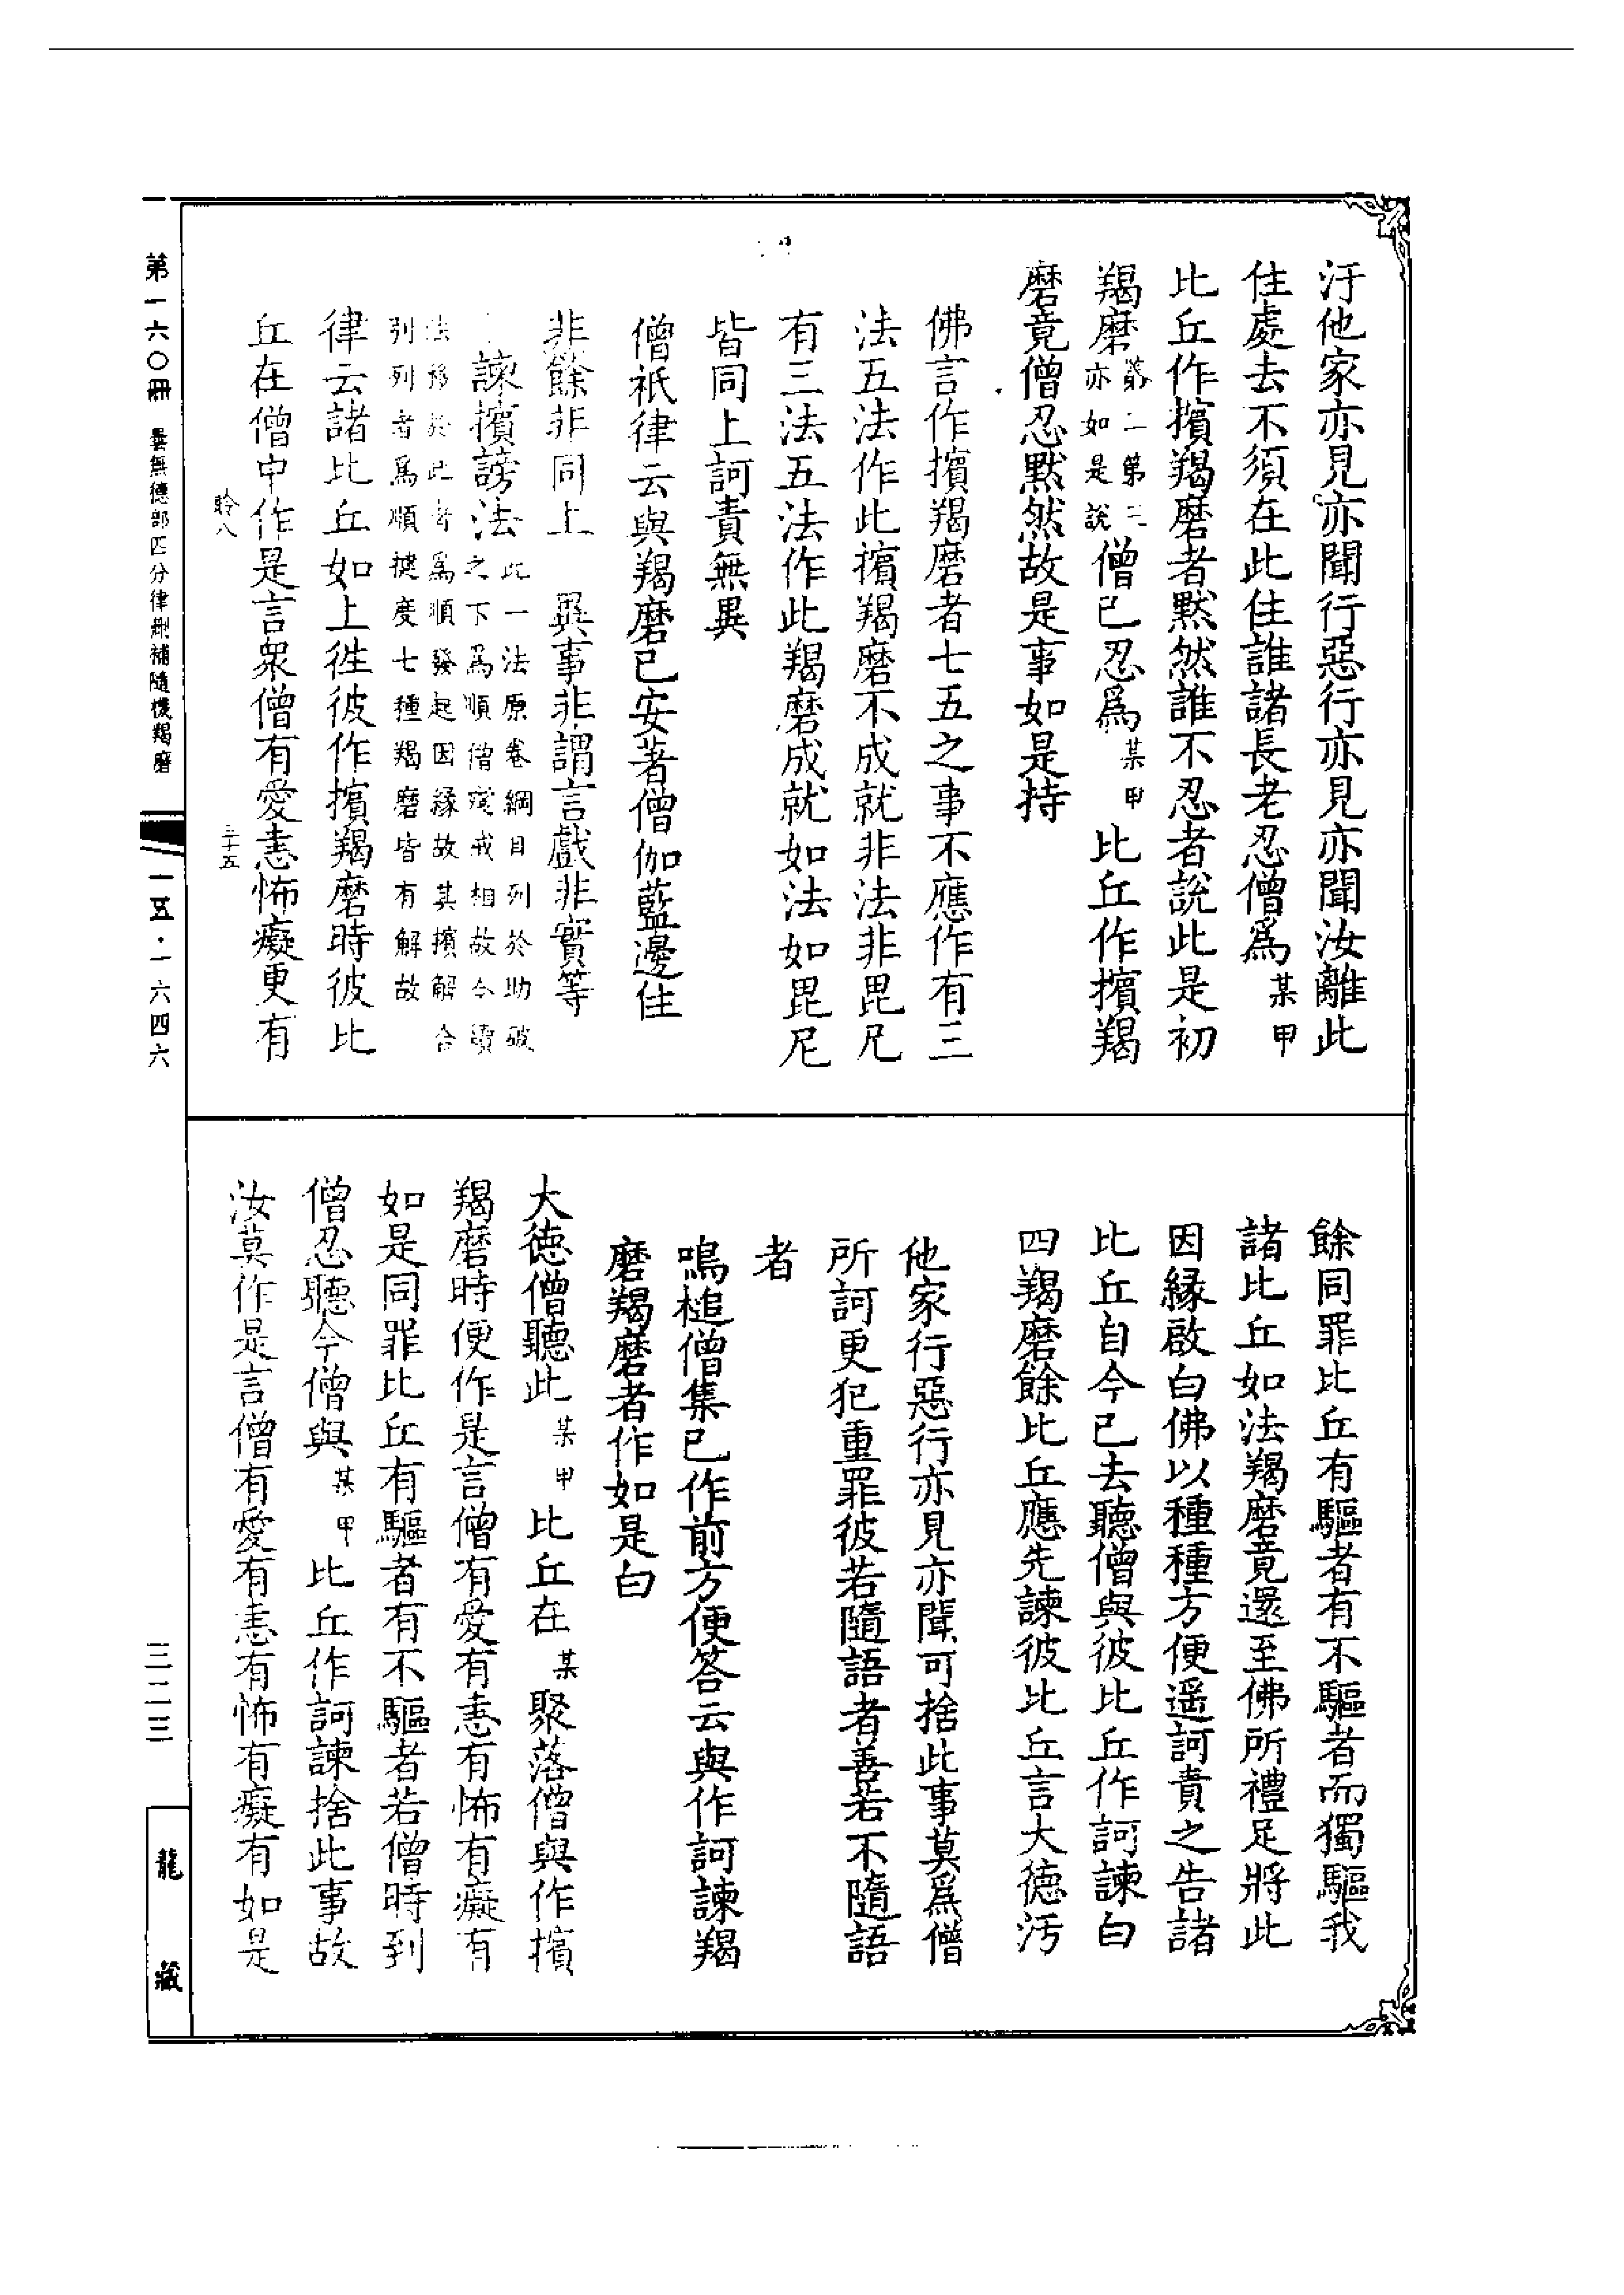 汙他家亦見亦聞行惡行亦見亦聞汝離此
住處去不須在此住誰諸長老忍僧爲某甲
比丘作擯羯磨者默然誰不忍者說此是初
羯磨第二第三亦如是說僧已忍爲某甲比丘作擯羯
磨竟僧忍默然故是事如是持
佛言作擯羯磨者七五之事不應作有三
法五法作此擯羯磨不成就非法非毘尼
有三法五法作此羯磨成就如法如毘尼
皆同上訶責無異
僧祇律云與羯磨已安著僧伽藍邊住
非餘非同上 異事非謂言戲非實等
諫擯謗法此一法原卷綱目列於助破
之下爲順僧殘戒相故今續
法移於此者爲順發起因緣故其擯解合
別列者爲順揵度七種羯磨皆有解故
律云諸比丘如上徃彼作擯羯磨時彼比
丘在僧中作是言眾僧有愛恚怖癡更有
餘同罪比丘有驅者有不驅者而獨驅我
諸比丘如法羯磨竟還至佛所禮足將此
因緣啟白佛以種種方便遥訶責之告諸
比丘自今已去聽僧與彼比丘作訶諫白
四羯磨餘比丘應先諫彼比丘言大德汚
他家行惡行亦見亦聞可捨此事莫爲僧
所訶更犯重罪彼若隨語者善若不隨語
者
鳴槌僧集已作前方便答云與作訶諫羯
磨羯磨者作如是白
大德僧聽此某甲比丘在某聚落僧與作擯
羯磨時便作是言僧有愛有恚有怖有癡有
如是同罪比丘有驅者有不驅者若僧時到
僧忍聽今僧與某甲比丘作訶諫捨此事故
汝莫作是言僧有愛有恚有怖有癡有如是
第一六〇冊 曇無德部四分律刪補隨機羯磨
聆八
三十五
一五·一六四六
三二三
龍藏